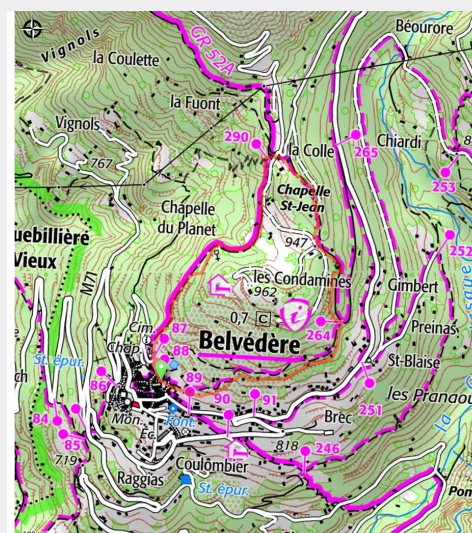 Béourore
Vignols
la Coulette
GR 52A
la Fuont
Vignols
290
la Colle
265
Chiardi
767
253
Chapelle
St-Jean
Chapelle
du Planet
uebillière
Vieux
947
252
M71
les Condamines
962
Gimbert
0,7 C
264
Preinas
Cim.
87
Belvédère
St-Blaise
St. épur.
Chap.
88
les Pranaou
86
89
90
91
251
Font.
Brec
84
Mon.
Ec.
85
818
246
719
Coulômbier
Raggias
St. épur.
Pon